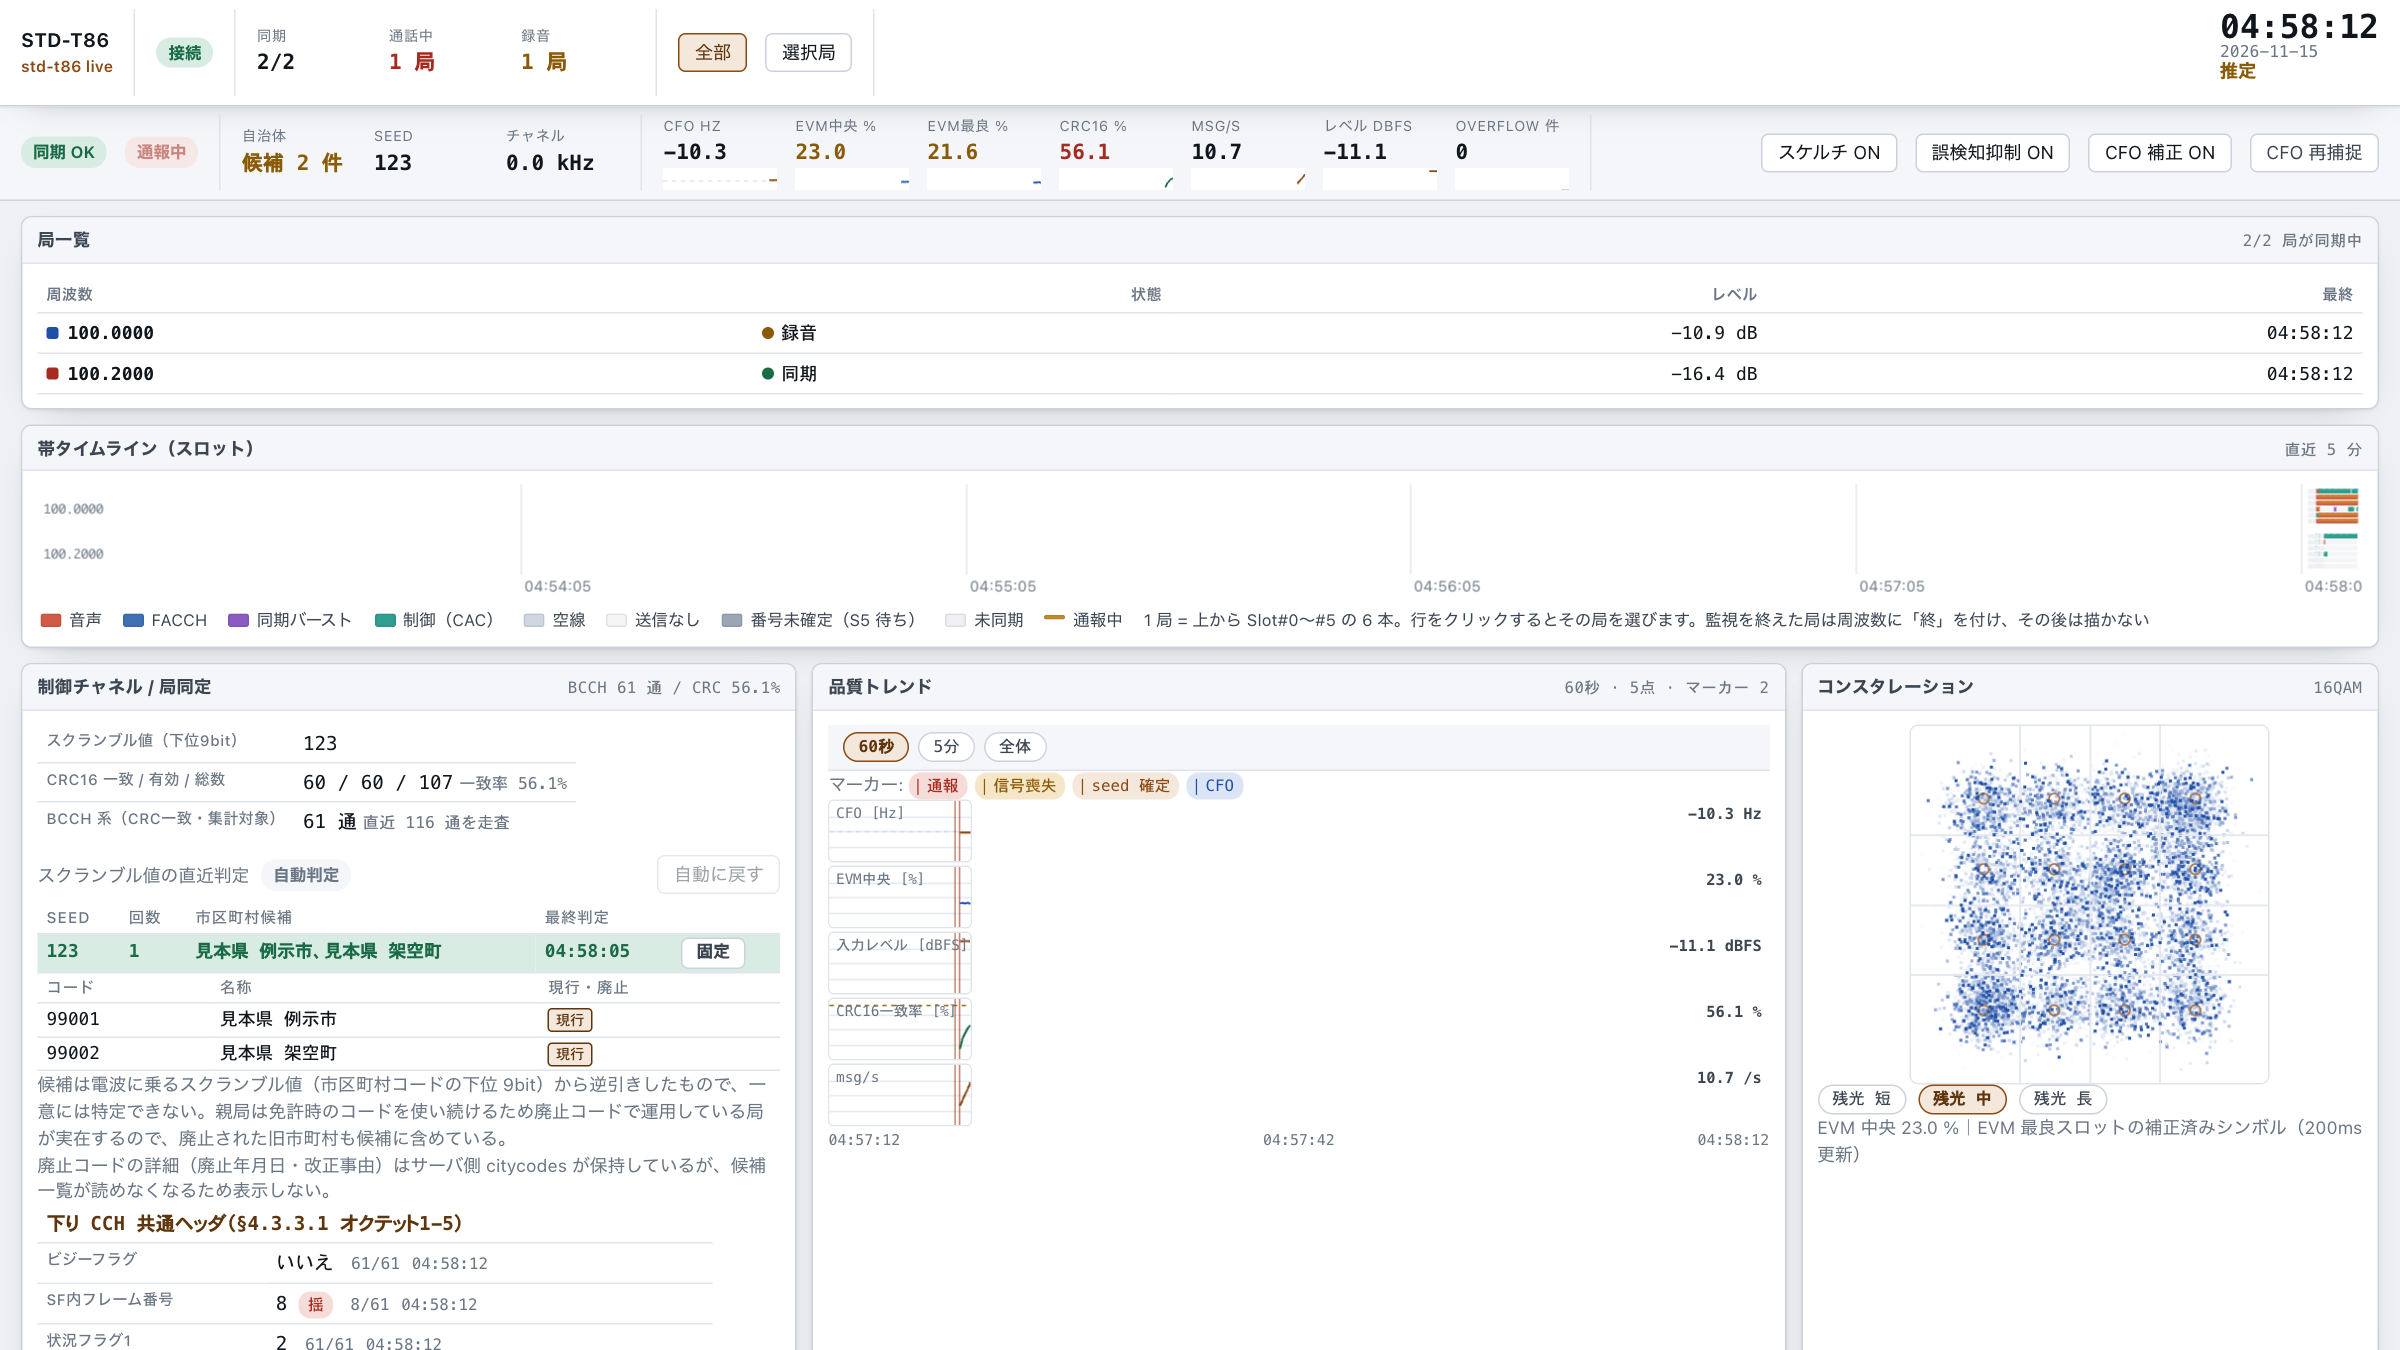 STD-T86
std-t86 live
接続
同期 2/2
通話中 1 局
録音 1 局
全部 選択局
04:58:12
2026-11-15
推定
同期 OK 通報中
自治体 候補 2 件
SEED 123
チャネル 0.0 kHz
CFO HZ −10.3
EVM中央 % 23.0
EVM最良 % 21.6
CRC16 % 56.1
MSG/S 10.7
レベル DBFS −11.1
OVERFLOW 件 0
スケルチ ON 誤検知抑制 ON CFO 補正 ON CFO 再捕捉
局一覧 2/2 局が同期中
周波数 状態 レベル 最終
100.0000 録音 −10.9 dB 04:58:12
100.2000 同期 −16.4 dB 04:58:12
帯タイムライン（スロット） 直近 5 分
100.0000
100.2000
04:54:05 04:55:05 04:56:05 04:57:05 04:58:0
音声 FACCH 同期バースト 制御（CAC） 空線 送信なし 番号未確定（S5 待ち） 未同期 通報中 1 局 = 上から Slot#0〜#5 の 6 本。行をクリックするとその局を選びます。監視を終えた局は周波数に「終」を付け、その後は描かない
制御チャネル / 局同定 BCCH 61 通 / CRC 56.1%
スクランブル値（下位9bit） 123
CRC16 一致 / 有効 / 総数 60 / 60 / 107 一致率 56.1%
BCCH 系（CRC一致・集計対象） 61 通 直近 116 通を走査
スクランブル値の直近判定 自動判定 自動に戻す
SEED 回数 市区町村候補 最終判定
123 1 見本県 例示市、見本県 架空町 04:58:05 固定
コード 名称 現行・廃止
99001 見本県 例示市 現行
99002 見本県 架空町 現行
候補は電波に乗るスクランブル値（市区町村コードの下位 9bit）から逆引きしたもので、一
意には特定できない。親局は免許時のコードを使い続けるため廃止コードで運用している局
が実在するので、廃止された旧市町村も候補に含めている。
廃止コードの詳細（廃止年月日・改正事由）はサーバ側 citycodes が保持しているが、候補
一覧が読めなくなるため表示しない。
下り CCH 共通ヘッダ(§4.3.3.1 オクテット1−5)
ビジーフラグ いいえ 61/61 04:58:12
SF内フレーム番号 8 揺 8/61 04:58:12
状況フラグ1 2 61/61 04:58:12
品質トレンド 60秒 · 5点 · マーカー 2
60秒 5分 全体
マーカー: | 通報 | 信号喪失 | seed 確定 | CFO
CFO [Hz] −10.3 Hz
EVM中央 [%] 23.0 %
入力レベル [dBFS] −11.1 dBFS
CRC16一致率 [%] 56.1 %
msg/s 10.7 /s
04:57:12 04:57:42 04:58:12
コンスタレーション 16QAM
残光 短 残光 中 残光 長
EVM 中央 23.0 %｜EVM 最良スロットの補正済みシンボル（200ms
更新）